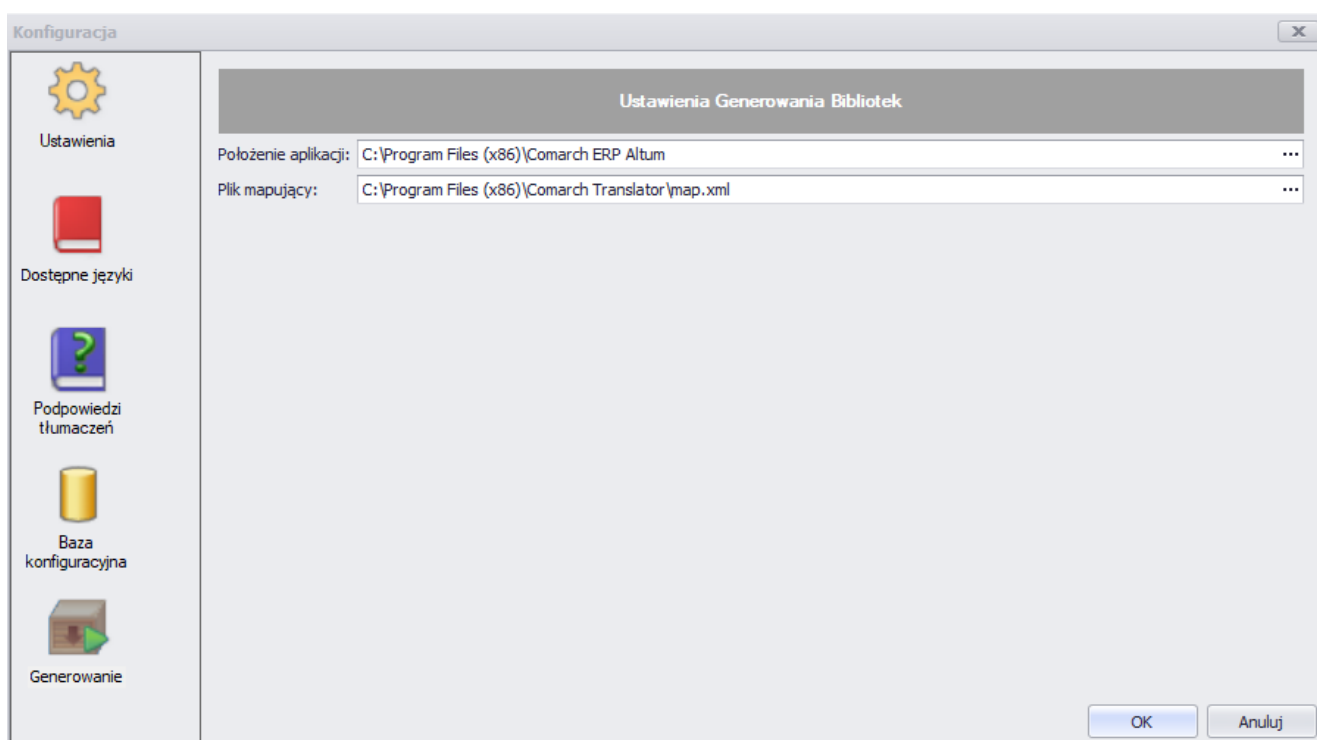 Konfiguracja
Ustawienia
Dostępne języki
Podpowiedzi
tłumaczeń
Baza
konfiguracyjna
Generowanie
Ustawienia Generowania Bibliotek
Położenie aplikacji: C:\Program Files (x86)\Comarch ERP Altum ...
Plik mapujący: C:\Program Files (x86)\Comarch Translator\map.xml ...
OK Anuluj